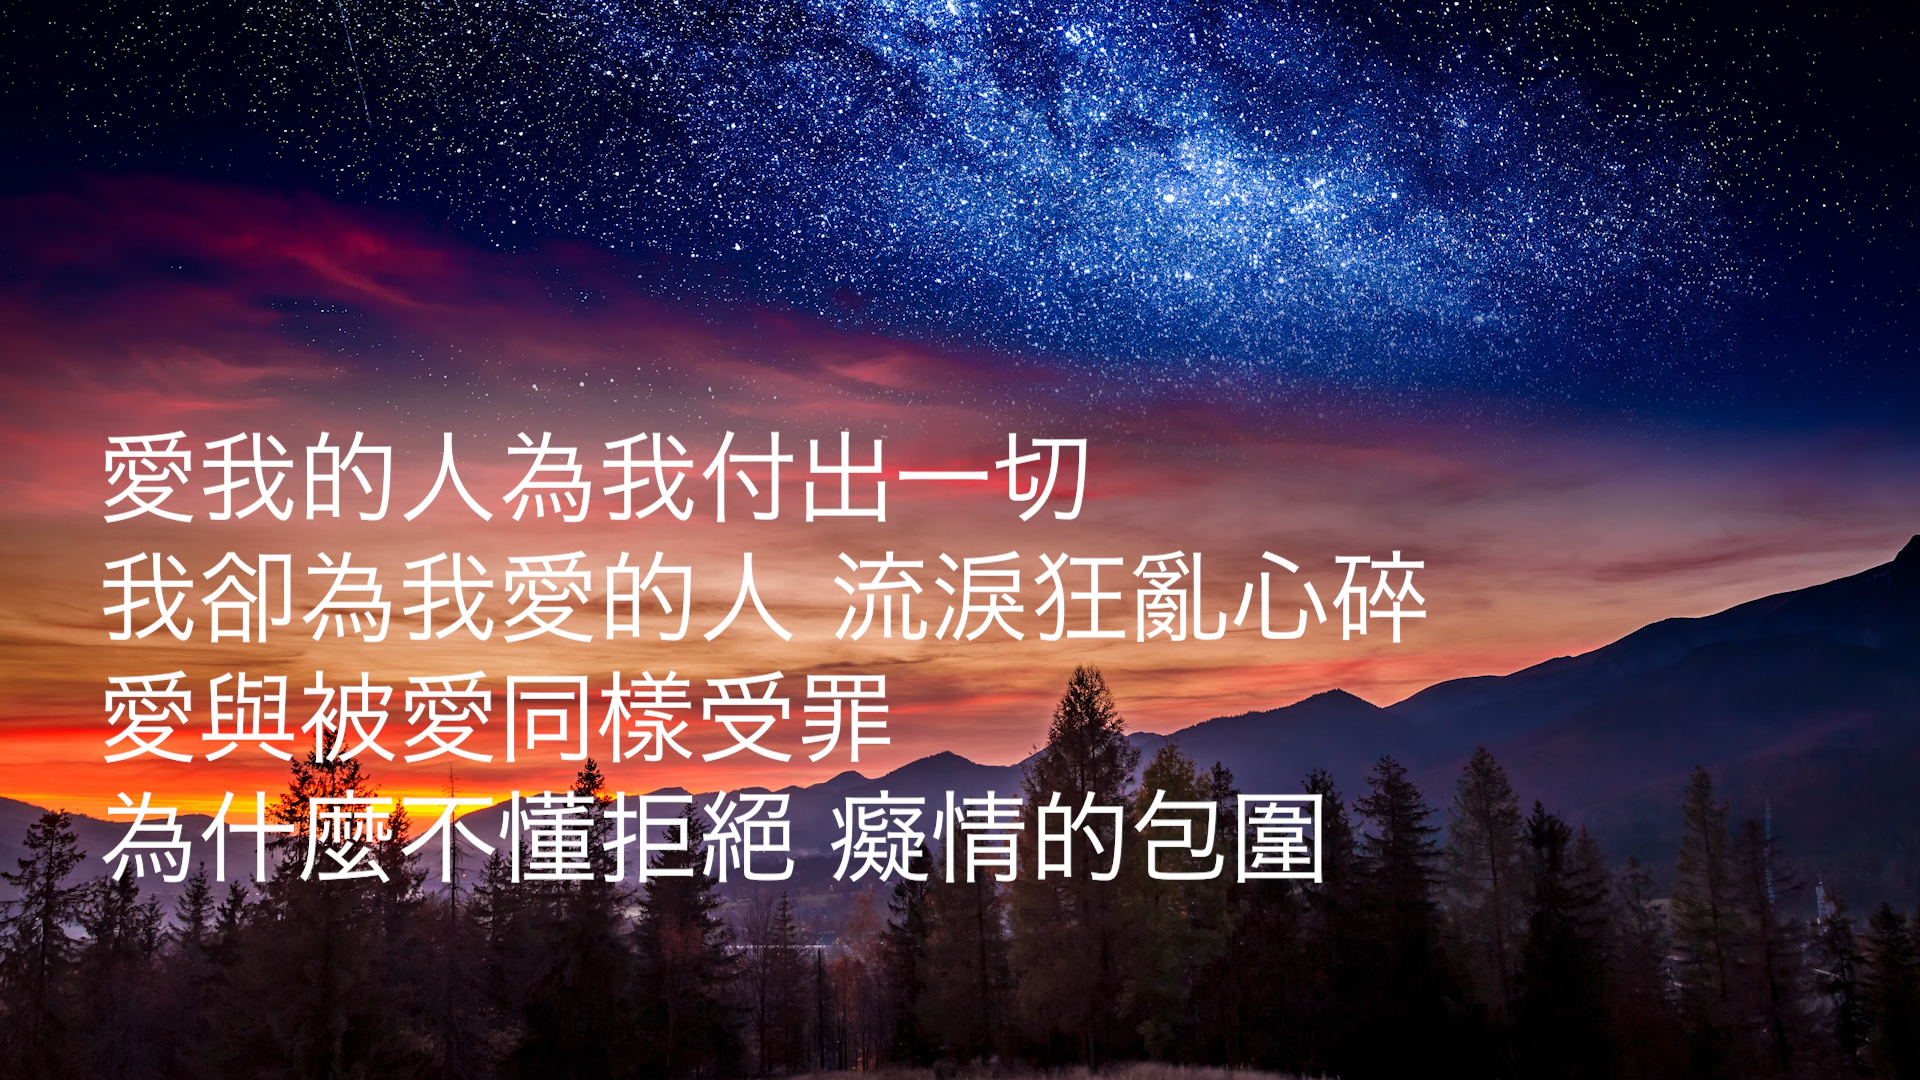 愛我的人為我付出一切
我卻為我愛的人 流淚狂亂心碎
愛與被愛同樣受罪
為什麼不懂拒絕 癡情的包圍